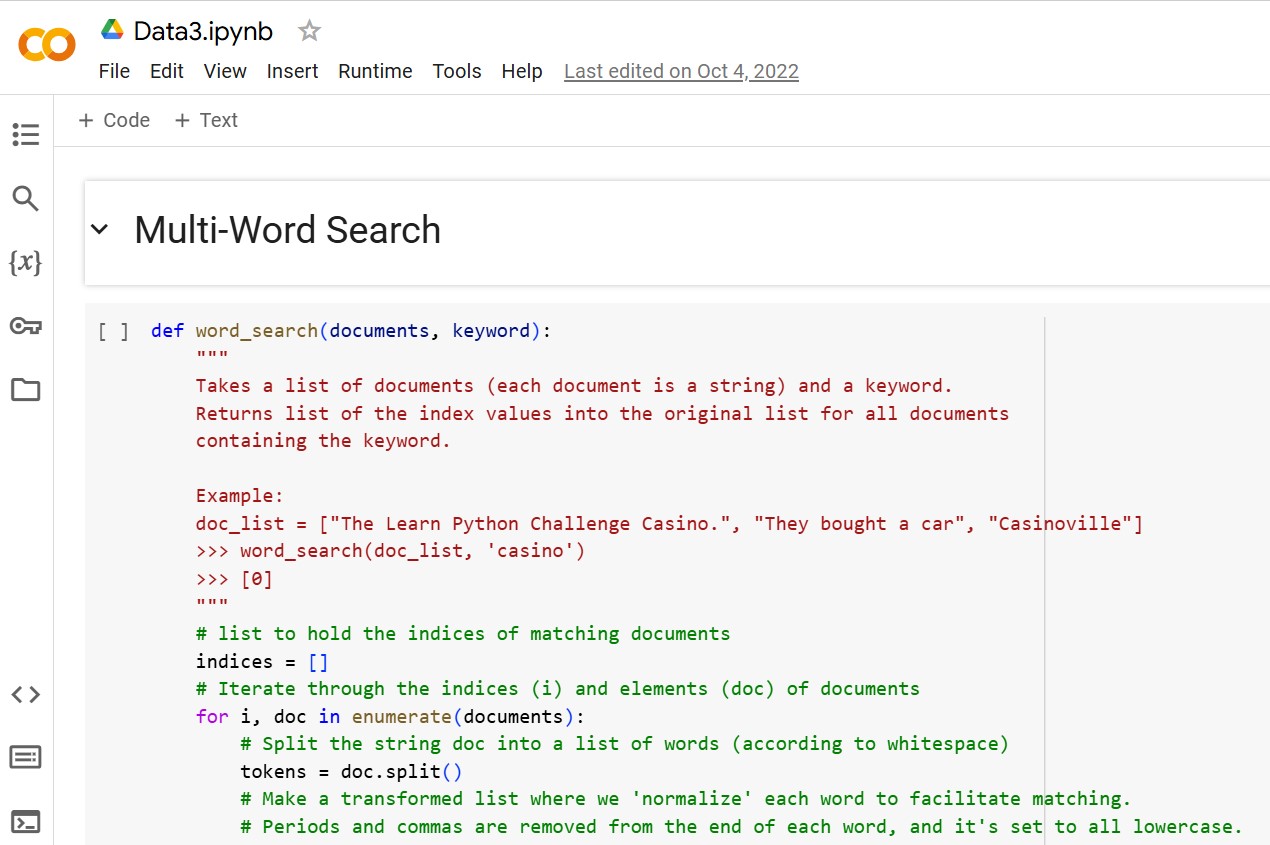 Data3.ipynb
File Edit View Insert Runtime Tools Help Last edited on Oct 4, 2022
+ Code + Text
{x}
Multi-Word Search
[ ] def word_search(documents, keyword):
"""
Takes a list of documents (each document is a string) and a keyword.
Returns list of the index values into the original list for all documents
containing the keyword.
Example:
doc_list = ["The Learn Python Challenge Casino.", "They bought a car", "Casinoville"]
>>> word_search(doc_list, 'casino')
>>> [0]
"""
# list to hold the indices of matching documents
indices = []
# Iterate through the indices (i) and elements (doc) of documents
for i, doc in enumerate(documents):
# Split the string doc into a list of words (according to whitespace)
tokens = doc.split()
# Make a transformed list where we 'normalize' each word to facilitate matching.
# Periods and commas are removed from the end of each word, and it's set to all lowercase.